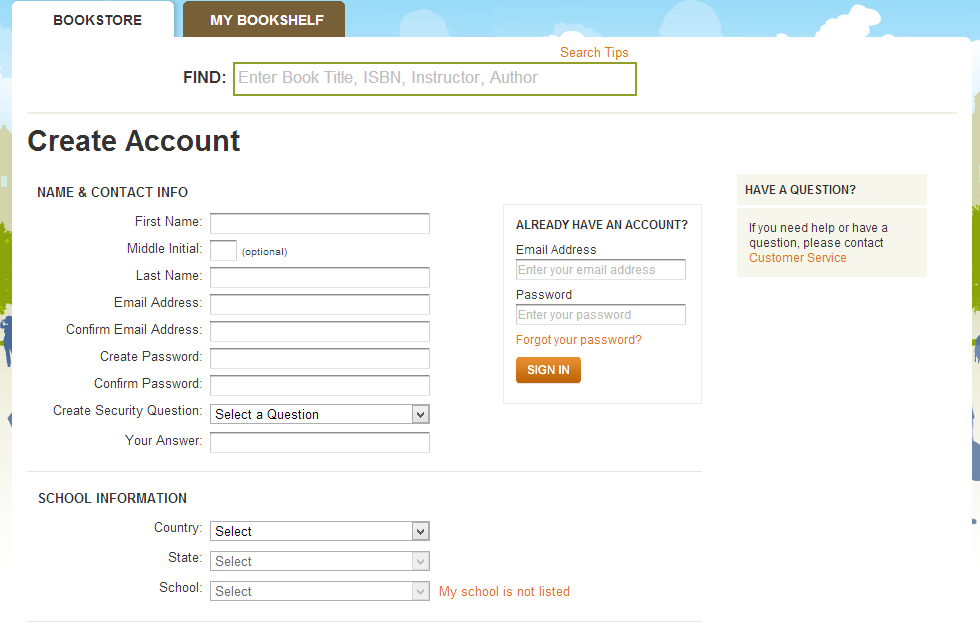 BOOKSTORE
MY BOOKSHELF
Search Tips
FIND: Enter Book Title, ISBN, Instructor, Author
Create Account
NAME & CONTACT INFO
First Name:
Middle Initial: (optional)
Last Name:
Email Address:
Confirm Email Address:
Create Password:
Confirm Password:
Create Security Question: Select a Question
Your Answer:
ALREADY HAVE AN ACCOUNT?
Email Address
Enter your email address
Password
Enter your password
Forgot your password?
SIGN IN
HAVE A QUESTION?
If you need help or have a
question, please contact
Customer Service
SCHOOL INFORMATION
Country: Select
State: Select
School: Select My school is not listed